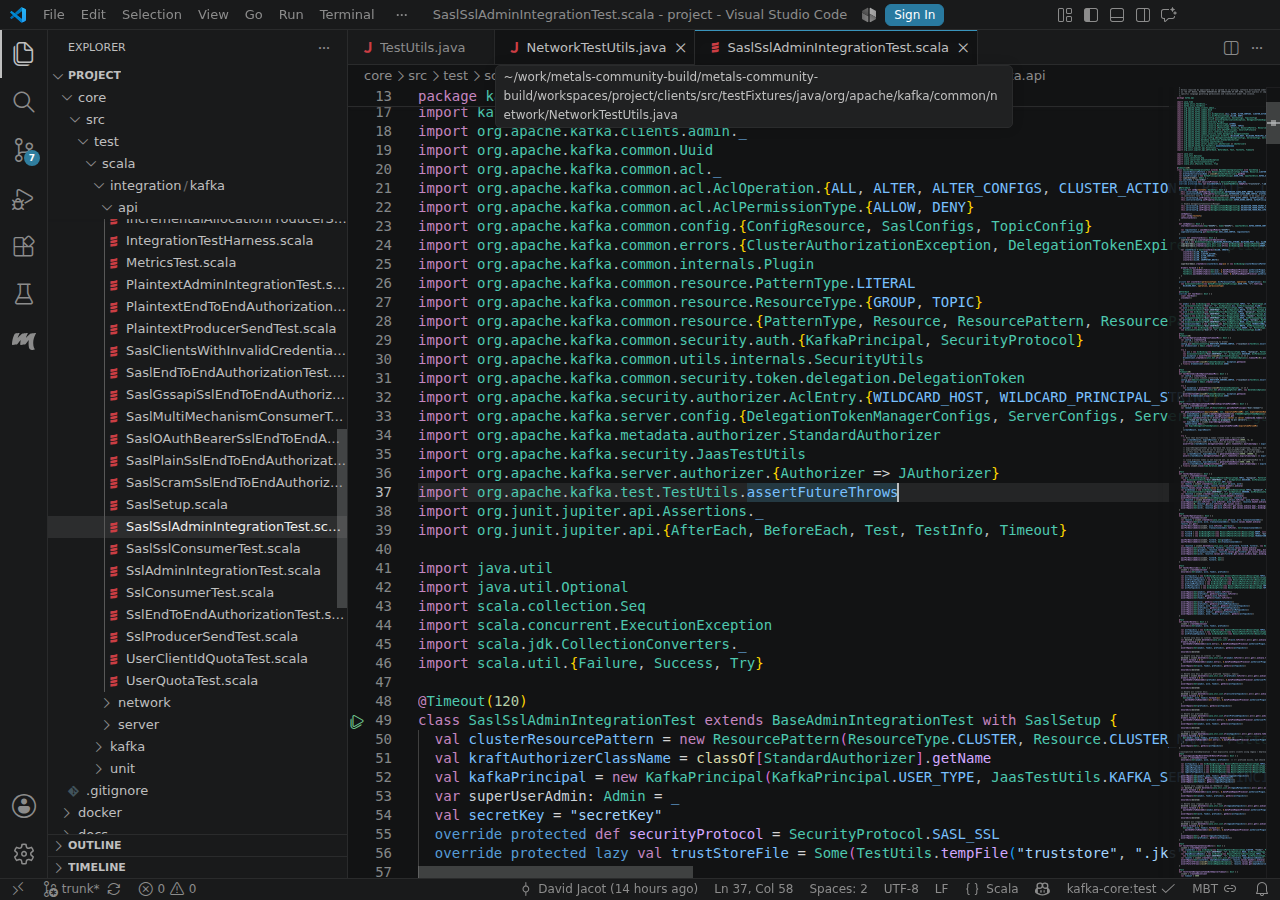 File Edit Selection View Go Run Terminal ··· SaslSslAdminIntegrationTest.scala - project - Visual Studio Code Sign In
EXPLORER ···
PROJECT
core
src
test
scala
integration / kafka
api
IncrementalAllocationProducerS...
IntegrationTestHarness.scala
MetricsTest.scala
PlaintextAdminIntegrationTest.s...
PlaintextEndToEndAuthorization...
PlaintextProducerSendTest.scala
SaslClientsWithInvalidCredentia...
SaslEndToEndAuthorizationTest....
SaslGssapiSslEndToEndAuthoriz...
SaslMultiMechanismConsumerT...
SaslOAuthBearerSslEndToEndA...
SaslPlainSslEndToEndAuthorizat...
SaslScramSslEndToEndAuthoriz...
SaslSetup.scala
SaslSslAdminIntegrationTest.sc...
SaslSslConsumerTest.scala
SslAdminIntegrationTest.scala
SslConsumerTest.scala
SslEndToEndAuthorizationTest.s...
SslProducerSendTest.scala
UserClientIdQuotaTest.scala
UserQuotaTest.scala
network
server
kafka
unit
.gitignore
docker
docs
OUTLINE
TIMELINE
7
TestUtils.java NetworkTestUtils.java SaslSslAdminIntegrationTest.scala ···
core > src > test > sc a.api
~/work/metals-community-build/metals-community-
build/workspaces/project/clients/src/testFixtures/java/org/apache/kafka/common/n
etwork/NetworkTestUtils.java
13 package k
17 import ka
18 import org.apache.kafka.clients.admin._
19 import org.apache.kafka.common.Uuid
20 import org.apache.kafka.common.acl._
21 import org.apache.kafka.common.acl.AclOperation.{ALL, ALTER, ALTER_CONFIGS, CLUSTER_ACTION
22 import org.apache.kafka.common.acl.AclPermissionType.{ALLOW, DENY}
23 import org.apache.kafka.common.config.{ConfigResource, SaslConfigs, TopicConfig}
24 import org.apache.kafka.common.errors.{ClusterAuthorizationException, DelegationTokenExpir
25 import org.apache.kafka.common.internals.Plugin
26 import org.apache.kafka.common.resource.PatternType.LITERAL
27 import org.apache.kafka.common.resource.ResourceType.{GROUP, TOPIC}
28 import org.apache.kafka.common.resource.{PatternType, Resource, ResourcePattern, ResourceP
29 import org.apache.kafka.common.security.auth.{KafkaPrincipal, SecurityProtocol}
30 import org.apache.kafka.common.utils.internals.SecurityUtils
31 import org.apache.kafka.common.security.token.delegation.DelegationToken
32 import org.apache.kafka.security.authorizer.AclEntry.{WILDCARD_HOST, WILDCARD_PRINCIPAL_ST
33 import org.apache.kafka.server.config.{DelegationTokenManagerConfigs, ServerConfigs, Serve
34 import org.apache.kafka.metadata.authorizer.StandardAuthorizer
35 import org.apache.kafka.security.JaasTestUtils
36 import org.apache.kafka.server.authorizer.{Authorizer => JAuthorizer}
37 import org.apache.kafka.test.TestUtils.assertFutureThrows
38 import org.junit.jupiter.api.Assertions._
39 import org.junit.jupiter.api.{AfterEach, BeforeEach, Test, TestInfo, Timeout}
40
41 import java.util
42 import java.util.Optional
43 import scala.collection.Seq
44 import scala.concurrent.ExecutionException
45 import scala.jdk.CollectionConverters._
46 import scala.util.{Failure, Success, Try}
47
48 @Timeout(120)
49 class SaslSslAdminIntegrationTest extends BaseAdminIntegrationTest with SaslSetup {
50 val clusterResourcePattern = new ResourcePattern(ResourceType.CLUSTER, Resource.CLUSTER
51 val kraftAuthorizerClassName = classOf[StandardAuthorizer].getName
52 val kafkaPrincipal = new KafkaPrincipal(KafkaPrincipal.USER_TYPE, JaasTestUtils.KAFKA_SE
53 var superUserAdmin: Admin = _
54 val secretKey = "secretKey"
55 override protected def securityProtocol = SecurityProtocol.SASL_SSL
56 override protected lazy val trustStoreFile = Some(TestUtils.tempFile("truststore", ".jks
57
trunk* 0 0 David Jacot (14 hours ago) Ln 37, Col 58 Spaces: 2 UTF-8 LF { } Scala kafka-core:test MBT